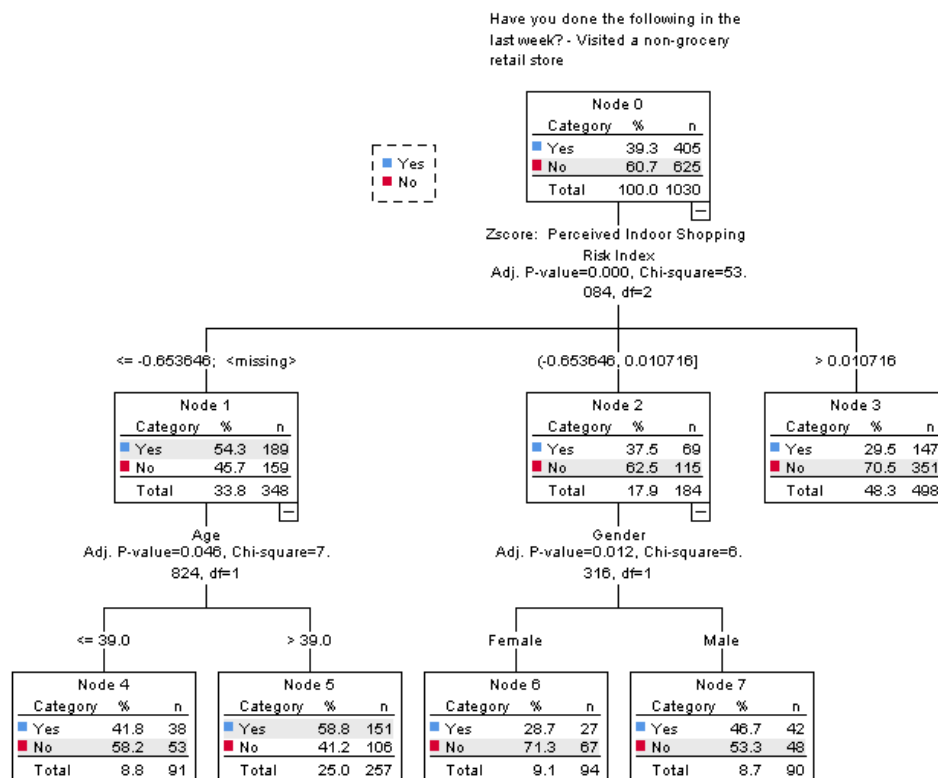 Have you done the following in the
last week? - Visited a non-grocery
retail store
Node 0
Category % n
Yes 39.3 405
No 60.7 625
Total 100.0 1030
Yes
No
Zscore: Perceived Indoor Shopping
Risk Index
Adj. P-value=0.000, Chi-square=53.
084, df=2
<= -0.653646; <missing>
(-0.653646, 0.010716]
> 0.010716
Node 1
Category % n
Yes 54.3 189
No 45.7 159
Total 33.8 348
Node 2
Category % n
Yes 37.5 69
No 62.5 115
Total 17.9 184
Node 3
Category % n
Yes 29.5 147
No 70.5 351
Total 48.3 498
Age
Adj. P-value=0.046, Chi-square=7.
824, df=1
Gender
Adj. P-value=0.012, Chi-square=6.
316, df=1
<= 39.0
> 39.0
Female
Male
Node 4
Category % n
Yes 41.8 38
No 58.2 53
Total 8.8 91
Node 5
Category % n
Yes 58.8 151
No 41.2 106
Total 25.0 257
Node 6
Category % n
Yes 28.7 27
No 71.3 67
Total 9.1 94
Node 7
Category % n
Yes 46.7 42
No 53.3 48
Total 8.7 90